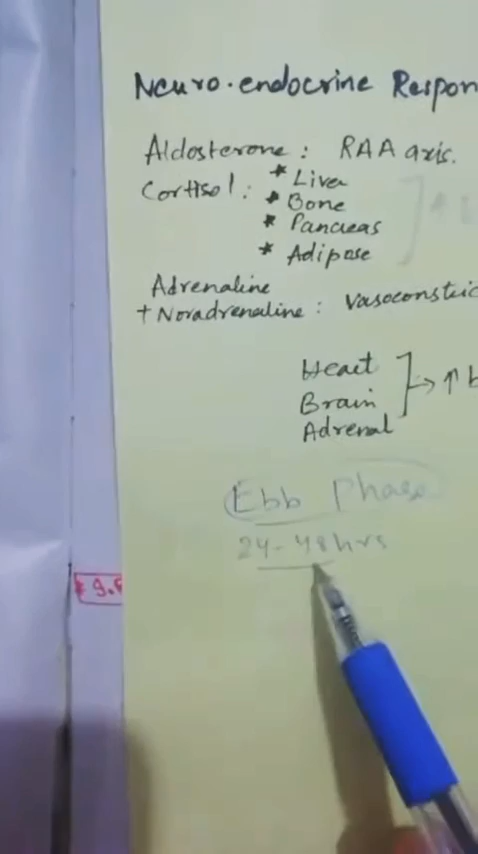 Neuro-endocrine Respon
Aldosterone : RAA axis.
Cortisol : * Liver
* Bone
* Pancreas
* Adipose
Adrenaline
+ Noradrenaline : Vasoconstric
Heart
Brain → ↑ b
Adrenal
Ebb Phase
24-48hrs